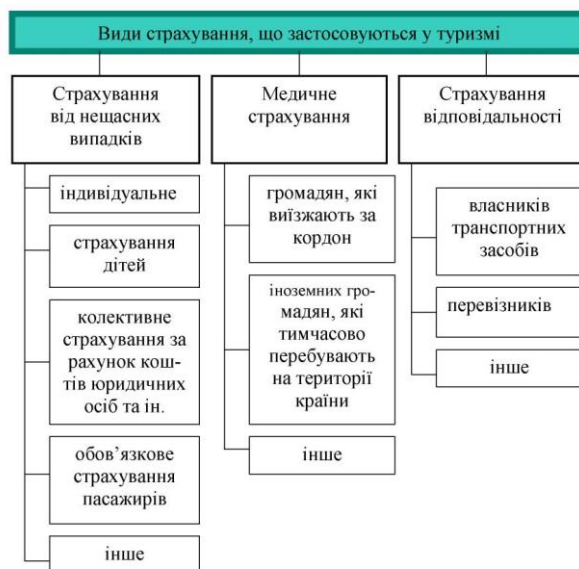 Види страхування, що застосовуються у туризмі
Страхування
від нещасних
випадків
індивідуальне
страхування
дітей
колективне
страхування за
рахунок кош-
тів юридичних
осіб та ін.
обов’язкове
страхування
пасажирів
інше
Медичне
страхування
громадян, які
виїзжають за
кордон
іноземних гро-
мадян, які
тимчасово
перебувають
на території
країни
інше
Страхування
відповідальності
власників
транспортних
засобів
перевізників
інше